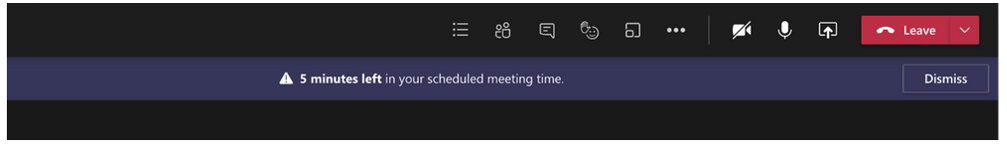 Leave
5 minutes left in your scheduled meeting time.
Dismiss